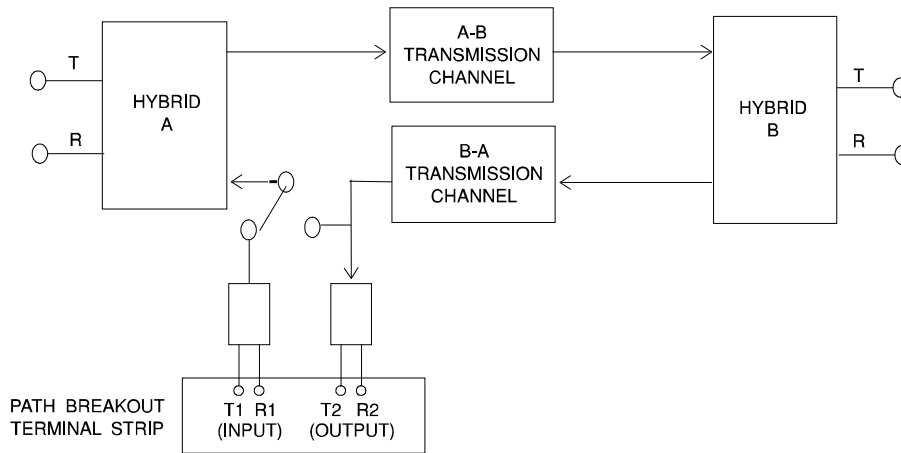 A-B
TRANSMISSION
CHANNEL
T
HYBRID
A
R
T
HYBRID
B
R
B-A
TRANSMISSION
CHANNEL
PATH BREAKOUT
TERMINAL STRIP
T1 R1
(INPUT)
T2 R2
(OUTPUT)